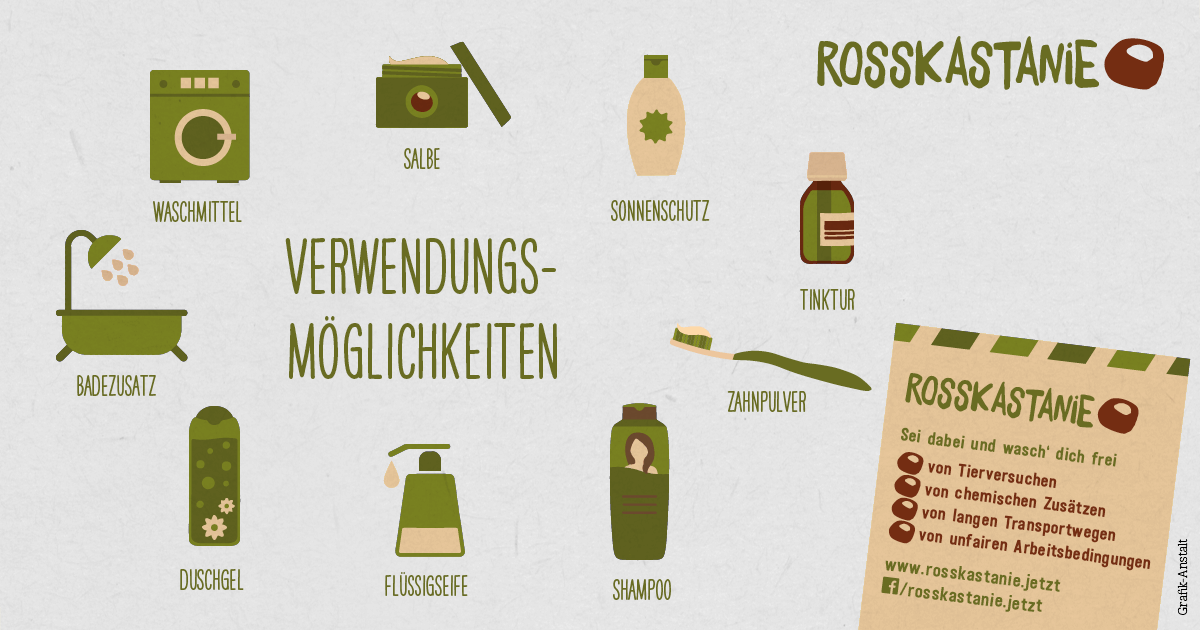 ROSSKASTANiE
SALBE
WASCHMITTEL
SONNENSCHUTZ
VERWENDUNGS-
MÖGLICHKEITEN
TINKTUR
BADEZUSATZ
ZAHNPULVER
DUSCHGEL
FLÜSSIGSEIFE
SHAMPOO
ROSSKASTANiE
Sei dabei und wasch' dich frei
von Tierversuchen
von chemischen Zusätzen
von langen Transportwegen
von unfairen Arbeitsbedingungen
www.rosskastanie.jetzt
f/rosskastanie.jetzt
Grafik-Anstalt